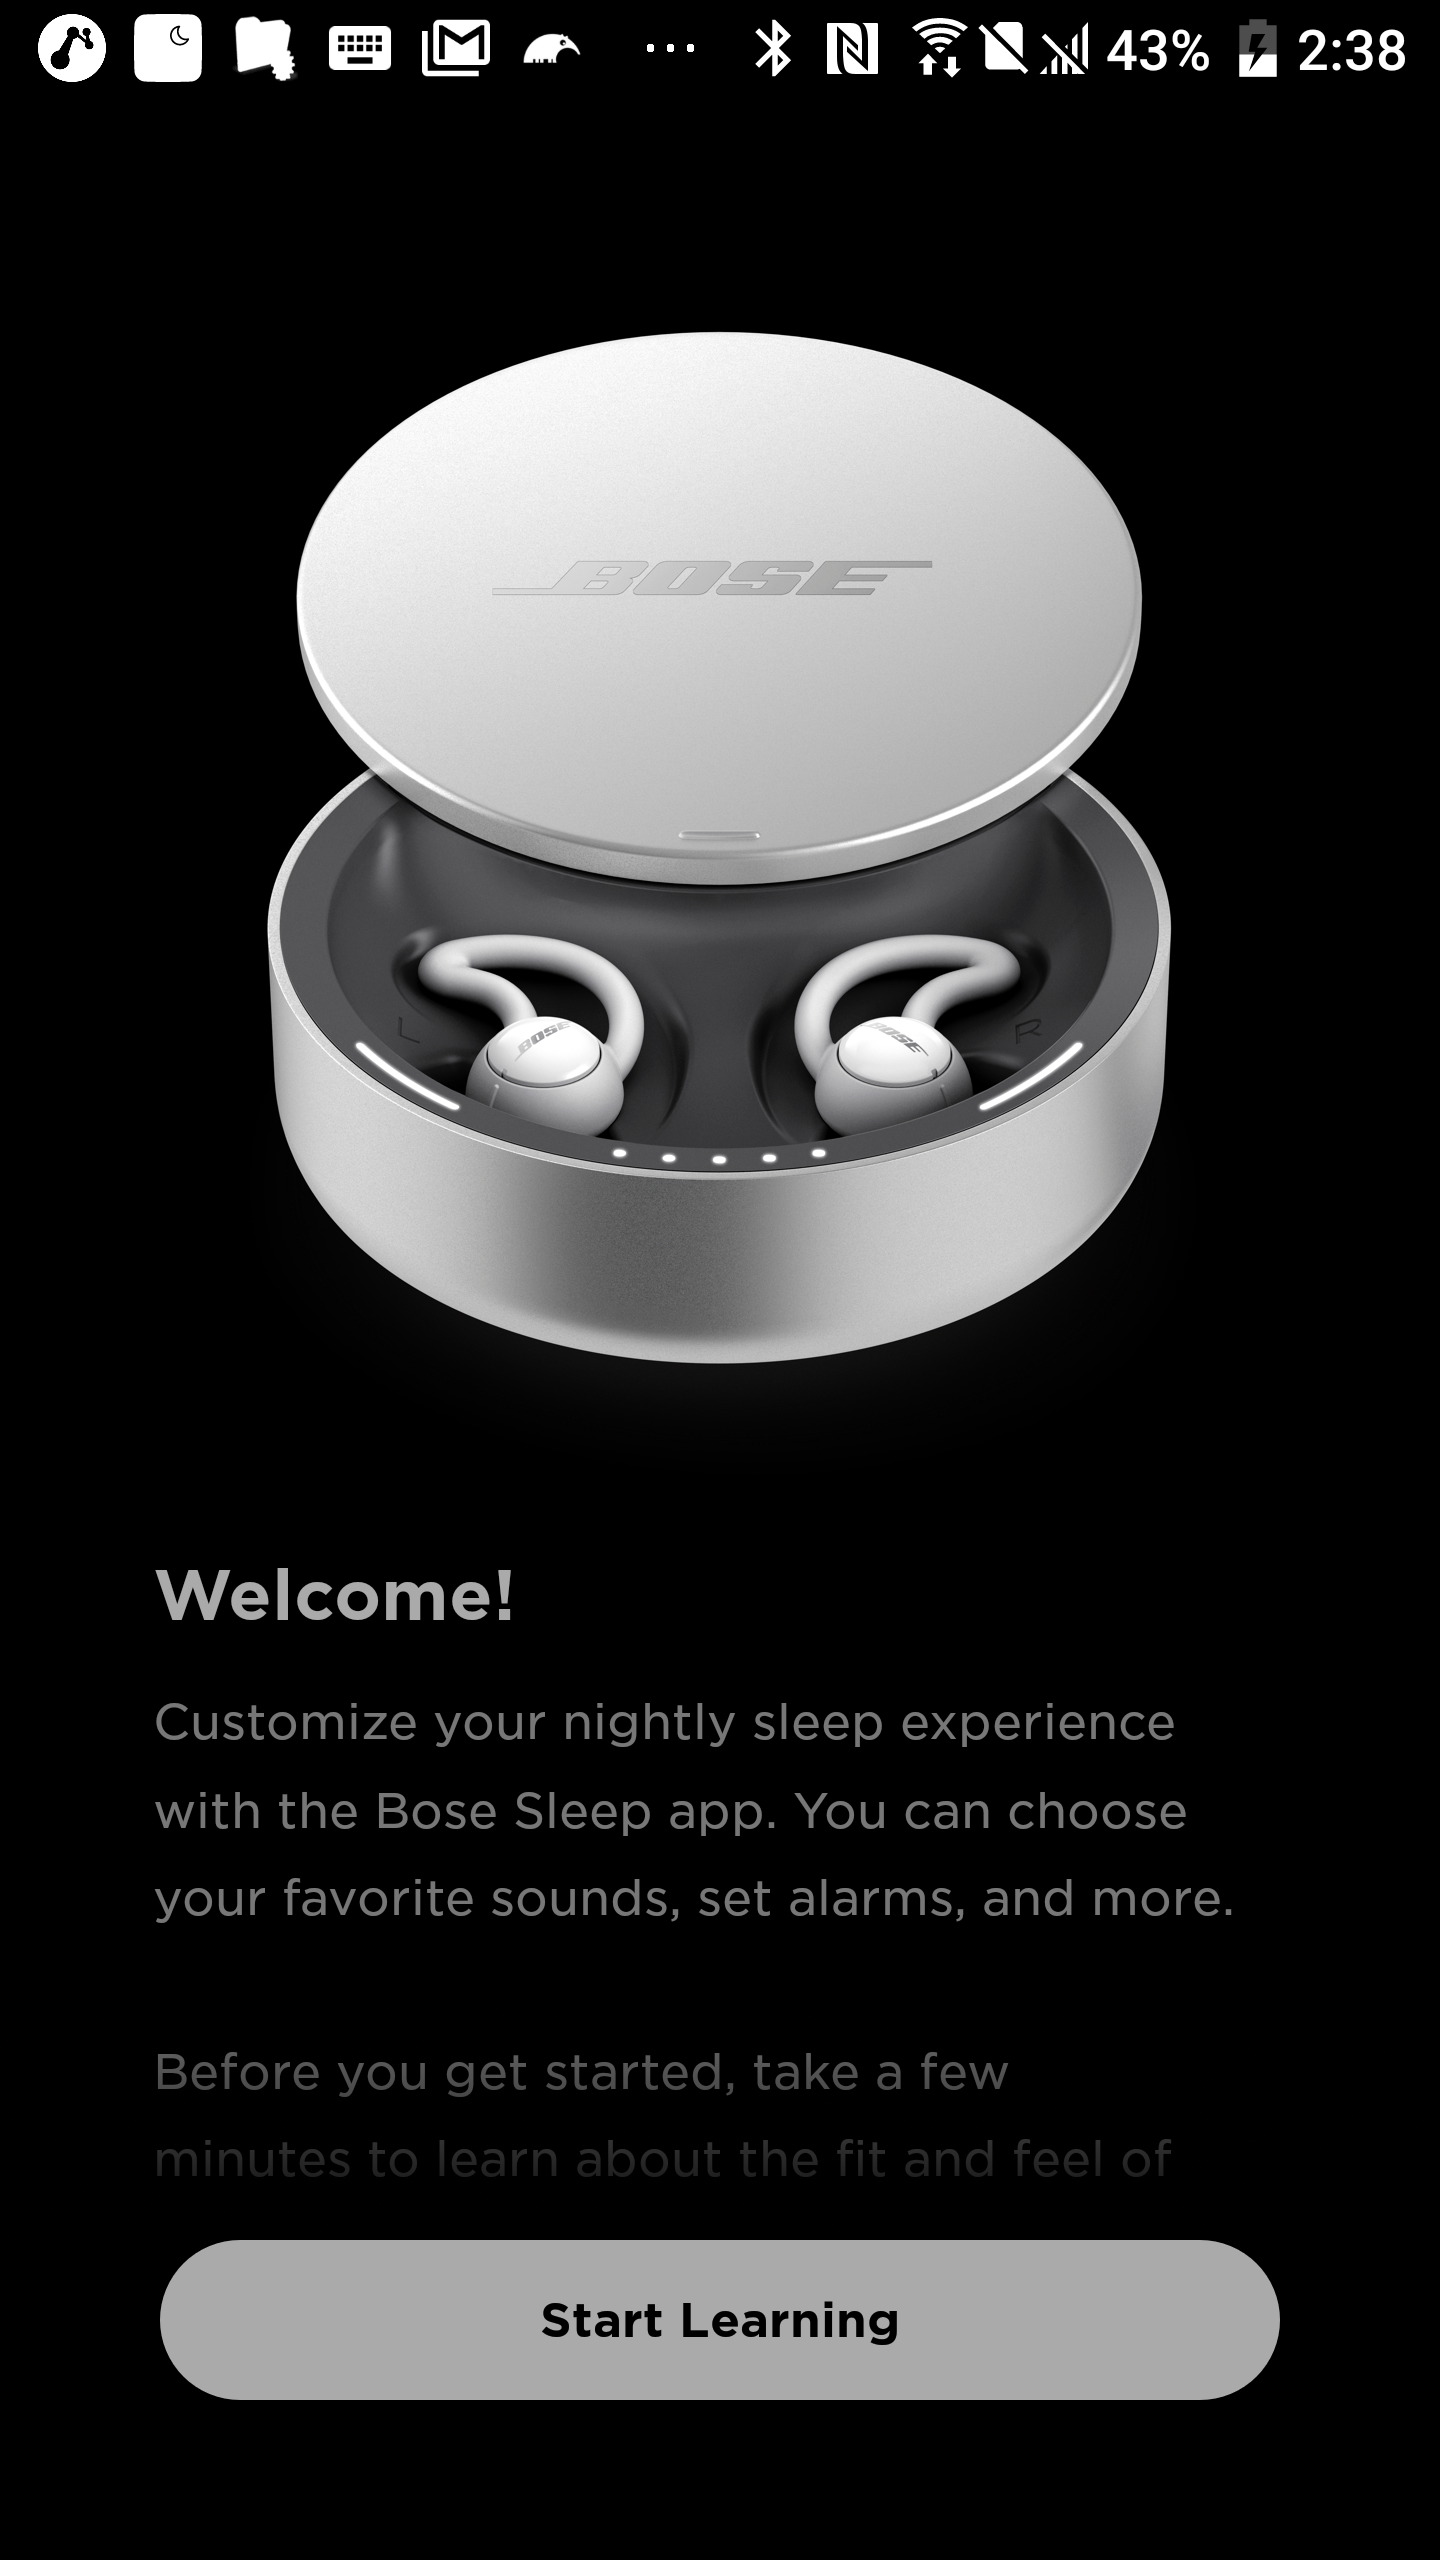 43% 2:38
BOSE
BOSE BOSE
L R
Welcome!
Customize your nightly sleep experience
with the Bose Sleep app. You can choose
your favorite sounds, set alarms, and more.
Before you get started, take a few
minutes to learn about the fit and feel of
Start Learning